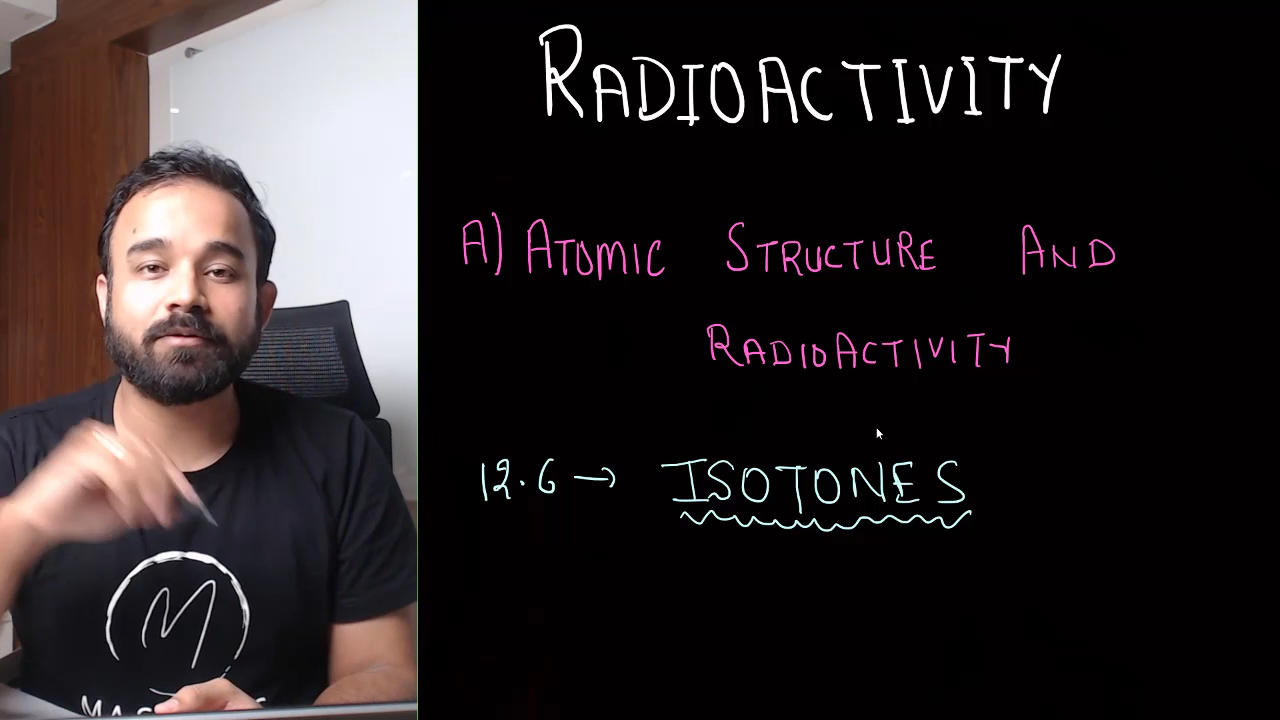 RADIOACTIVITY
A) ATOMIC STRUCTURE AND
RADIOACTIVITY
12.6 → ISOTONES
M